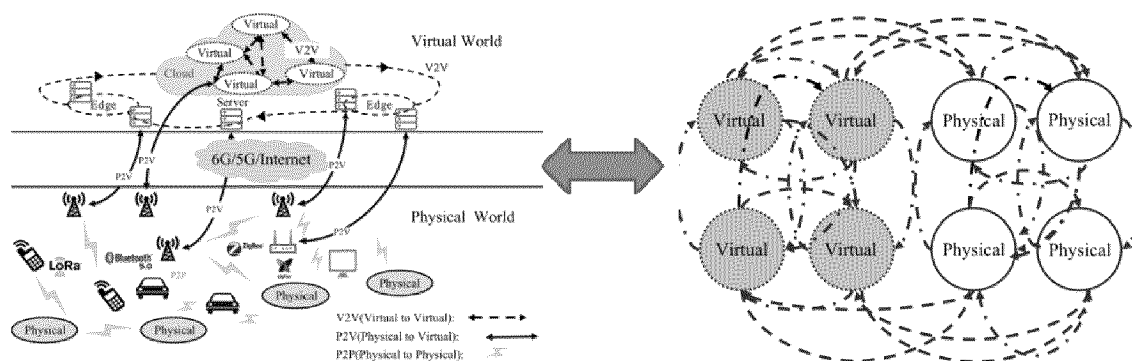 Virtual
Virtual
V2V
Virtual World
V2V
Virtual
Cloud
Virtual
Edge
Server
Edge
P2V
P2V
6G/5G/Internet
P2V
P2V
P2V
Physical World
ZigBee
LoRa
Bluetooth
5.0
P2P
Physical
Physical
Physical
Physical
V2V(Virtual to Virtual):
P2V(Physical to Virtual):
P2P(Physical to Physical):
Virtual
Virtual
Physical
Physical
Virtual
Virtual
Physical
Physical